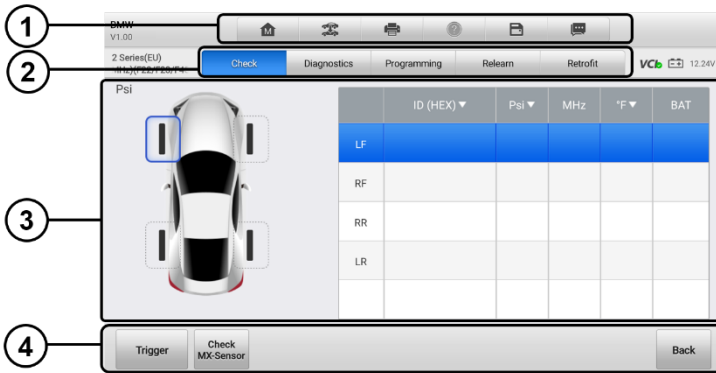 1
BMW
V1.00
2
2 Series(EU)
Check
Diagnostics
Programming
Relearn
Retrofit
VCI
12.24V
3
Psi
ID (HEX) ▼
Psi ▼
MHz
°F ▼
BAT
LF
RF
RR
LR
4
Trigger
Check
MX-Sensor
Back